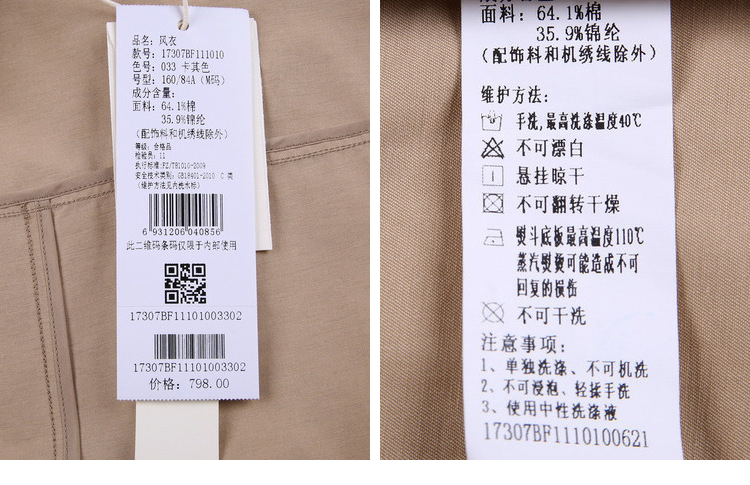 品名: 风衣
款号: 17307BF111010
色号: 033 卡其色
号型: 160/84A (M码)
成分含量:
面料: 64.1%棉
35.9%锦纶
(配饰料和机绣线除外)
等级: 合格品
检验员: 11
执行标准:FZ/T81010-2009
安全技术类别: GB18401-2010 C 类
(维护方法见内梳水标)
6 931206 040856
此二维码条码仅限于内部使用
17307BF11101003302
17307BF11101003302
价格: 798.00
面料: 64.1%棉
35.9%锦纶
(配饰料和机绣线除外)
维护方法:
手洗,最高洗涤温度40℃
不可漂白
悬挂晾干
不可翻转干燥
熨斗底板最高温度110℃
蒸汽熨烫可能造成不可
回复的损伤
不可干洗
注意事项:
1、单独洗涤、不可机洗
2、不可浸泡、轻揉手洗
3、使用中性洗涤液
17307BF1110100621